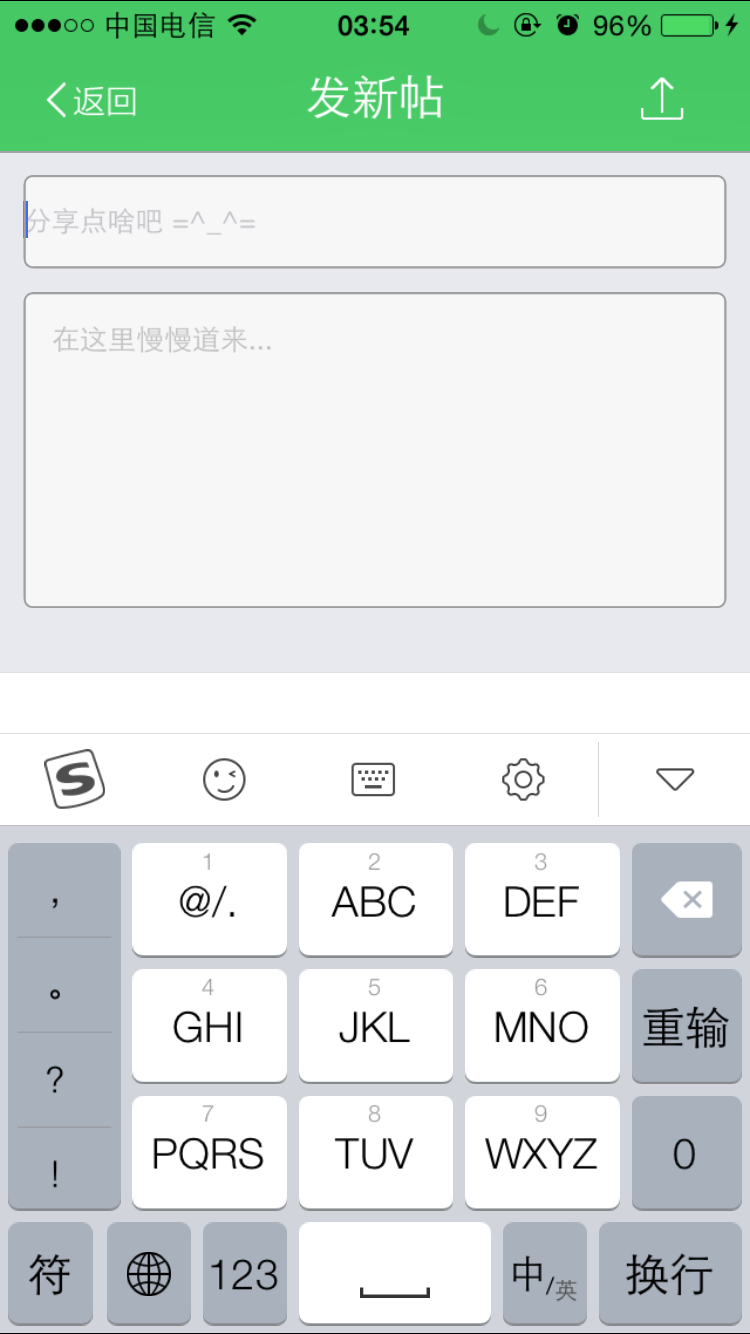 中国电信 03:54 96%
返回 发新帖
分享点啥吧 =^_^=
在这里慢慢道来...
S
, 1 @/. 2 ABC 3 DEF
。 4 GHI 5 JKL 6 MNO 重输
? 7 PQRS 8 TUV 9 WXYZ 0
!
符 123 中/英 换行